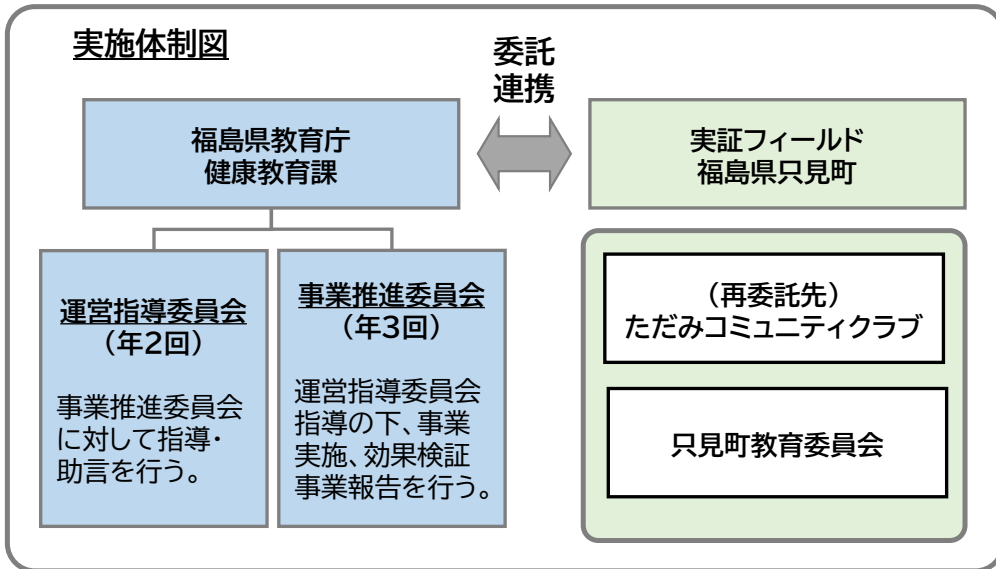 実施体制図
委託
連携
福島県教育庁
健康教育課
実証フィールド
福島県只見町
運営指導委員会
（年2回）
事業推進委員会
に対して指導・
助言を行う。
事業推進委員会
（年3回）
運営指導委員会
指導の下、事業
実施、効果検証
事業報告を行う。
（再委託先）
ただみコミュニティクラブ
只見町教育委員会